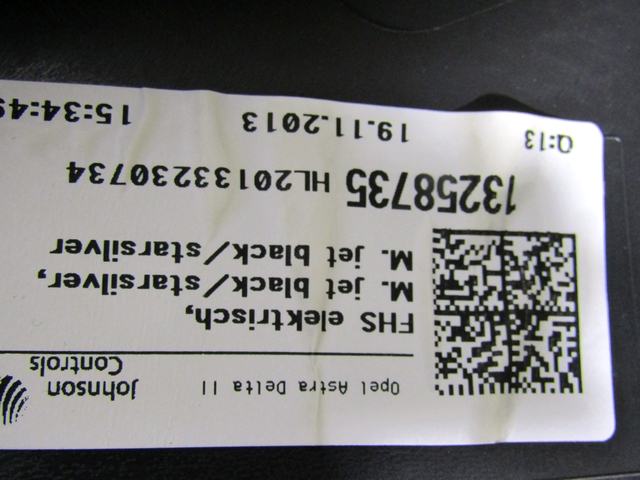 Opel Astra Delta II
Johnson
Controls
FHS elektrisch,
M. jet black/starsilver,
M. jet black/starsilver
13258735 HL20133230734
Q:13 19.11.2013 15:34:49